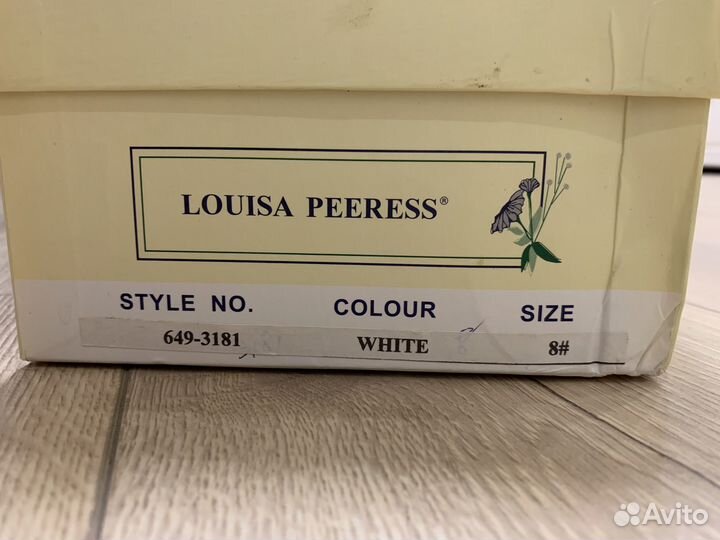 LOUISA PEERESS®
STYLE NO. COLOUR SIZE
649-3181 WHITE 8#
Avito